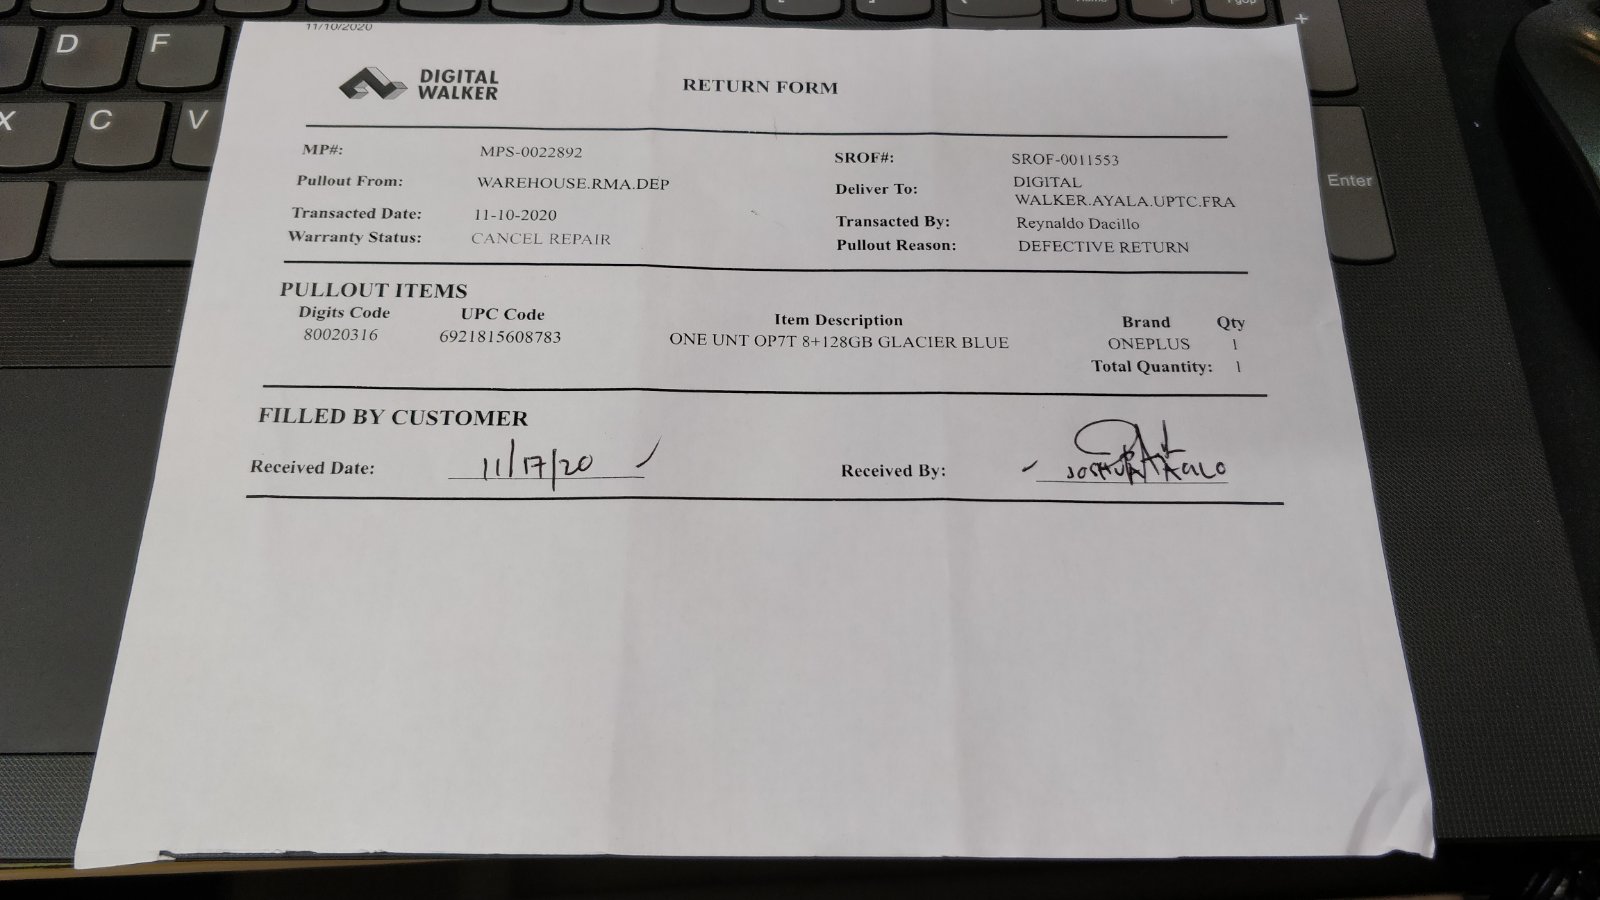 D F
X C V
Enter
+
11/10/2020
DIGITAL
WALKER
RETURN FORM
MP#: MPS-0022892
Pullout From: WAREHOUSE.RMA.DEP
Transacted Date: 11-10-2020
Warranty Status: CANCEL REPAIR
SROF#: SROF-0011553
Deliver To: DIGITAL
WALKER.AYALA.UPTC.FRA
Transacted By: Reynaldo Dacillo
Pullout Reason: DEFECTIVE RETURN
PULLOUT ITEMS
Digits Code UPC Code Item Description Brand Qty
80020316 6921815608783 ONE UNT OP7T 8+128GB GLACIER BLUE ONEPLUS 1
Total Quantity: 1
FILLED BY CUSTOMER
Received Date: 11/17/20
Received By: JOSHUA